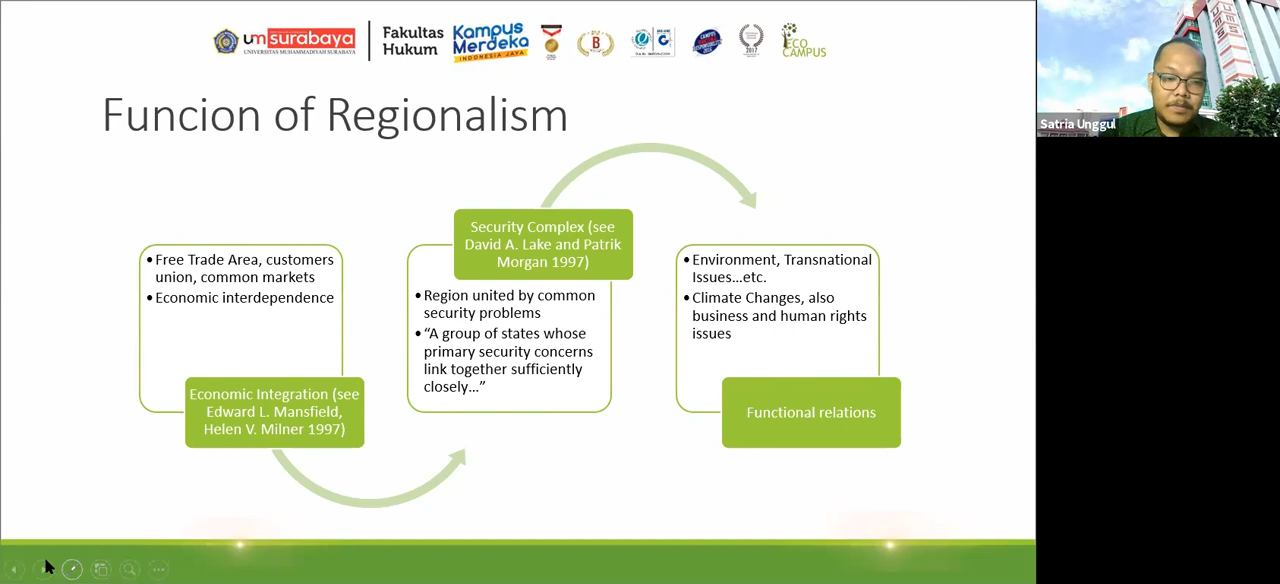 um surabaya
UNIVERSITAS MUHAMMADIYAH SURABAYA
Fakultas
Hukum
Kampus
Merdeka
INDONESIA JAYA
B
2017
ECO
CAMPUS
Satria Unggul
Funcion of Regionalism
•Free Trade Area, customers
union, common markets
•Economic interdependence
Economic Integration (see
Edward L. Mansfield,
Helen V. Milner 1997)
Security Complex (see
David A. Lake and Patrik
Morgan 1997)
•Region united by common
security problems
•“A group of states whose
primary security concerns
link together sufficiently
closely…”
•Environment, Transnational
Issues…etc.
•Climate Changes, also
business and human rights
issues
Functional relations